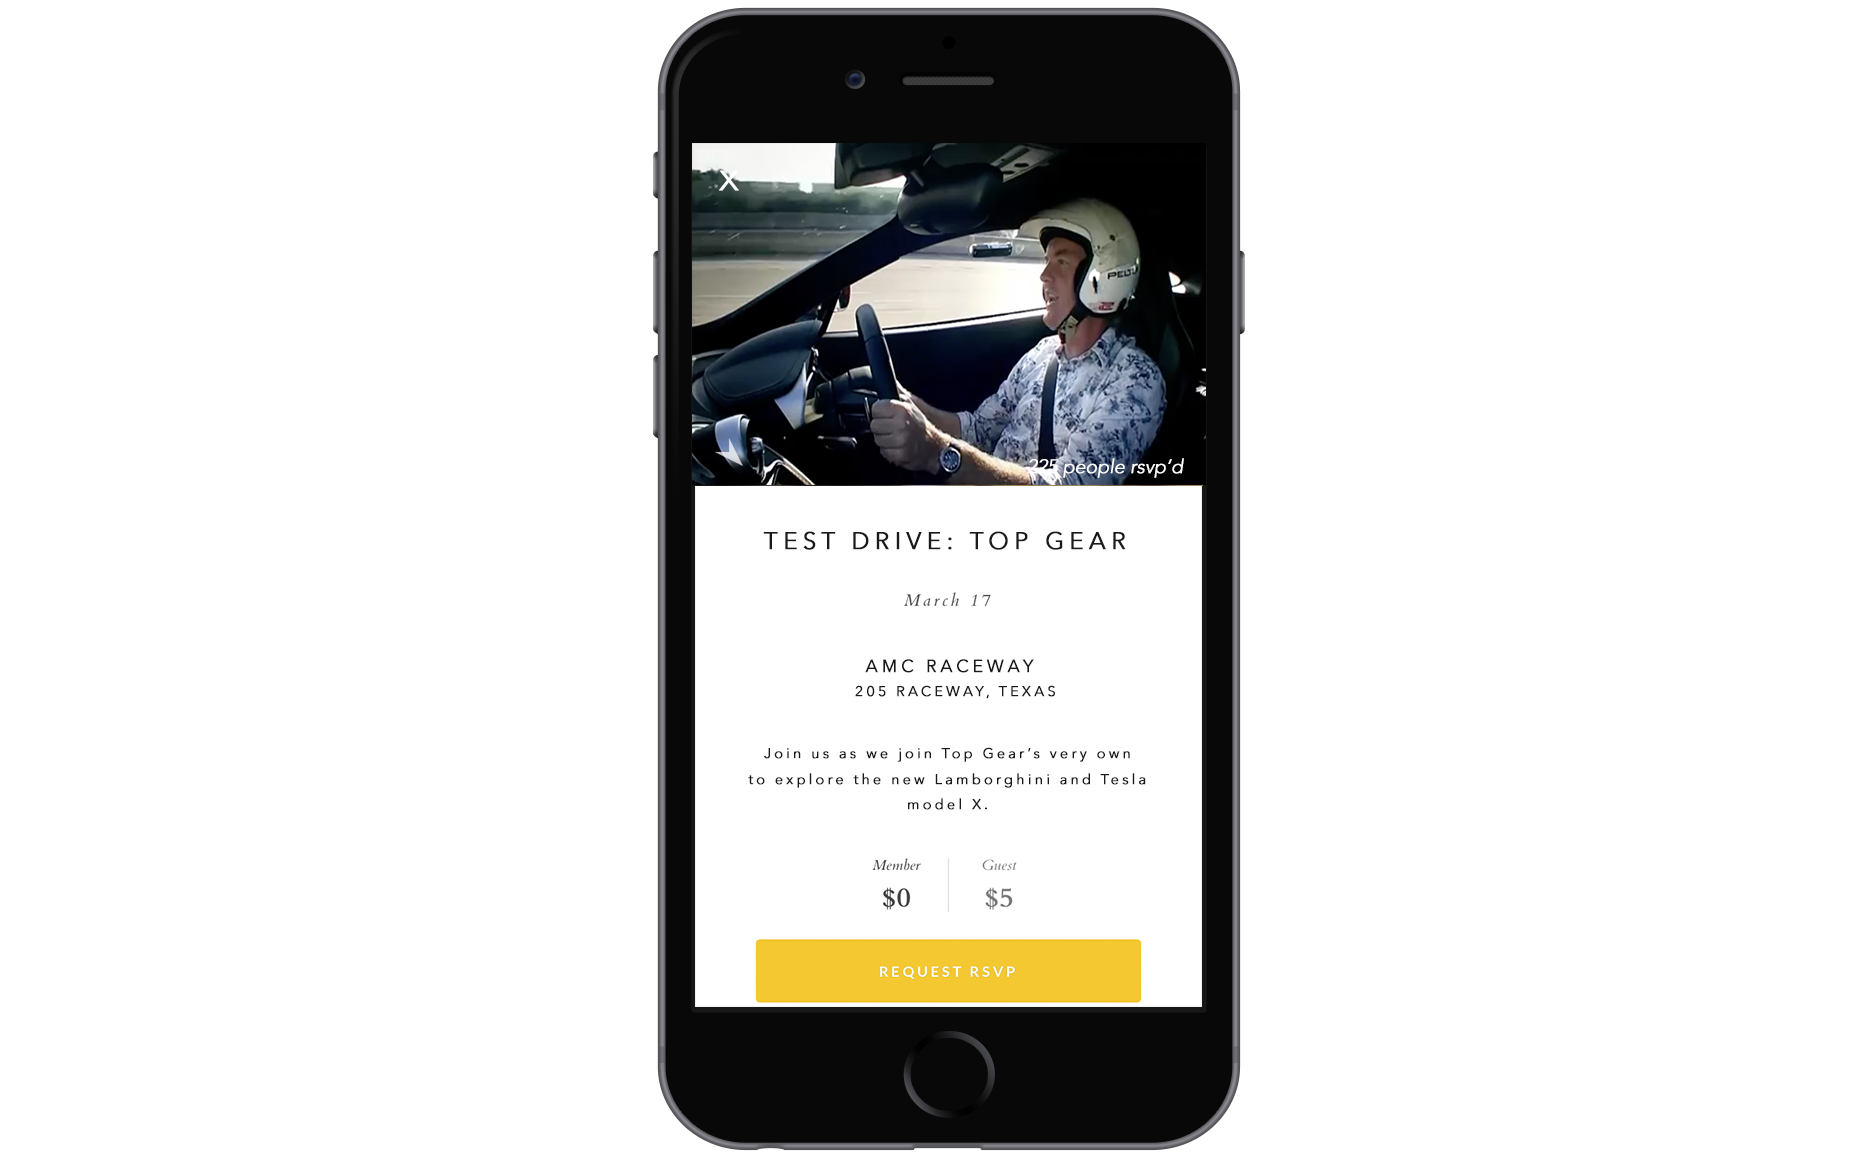 X
PELT
225 people rsvp'd
TEST DRIVE: TOP GEAR
March 17
AMC RACEWAY
205 RACEWAY, TEXAS
Join us as we join Top Gear's very own
to explore the new Lamborghini and Tesla
model X.
Member
Guest
$0
$5
REQUEST RSVP